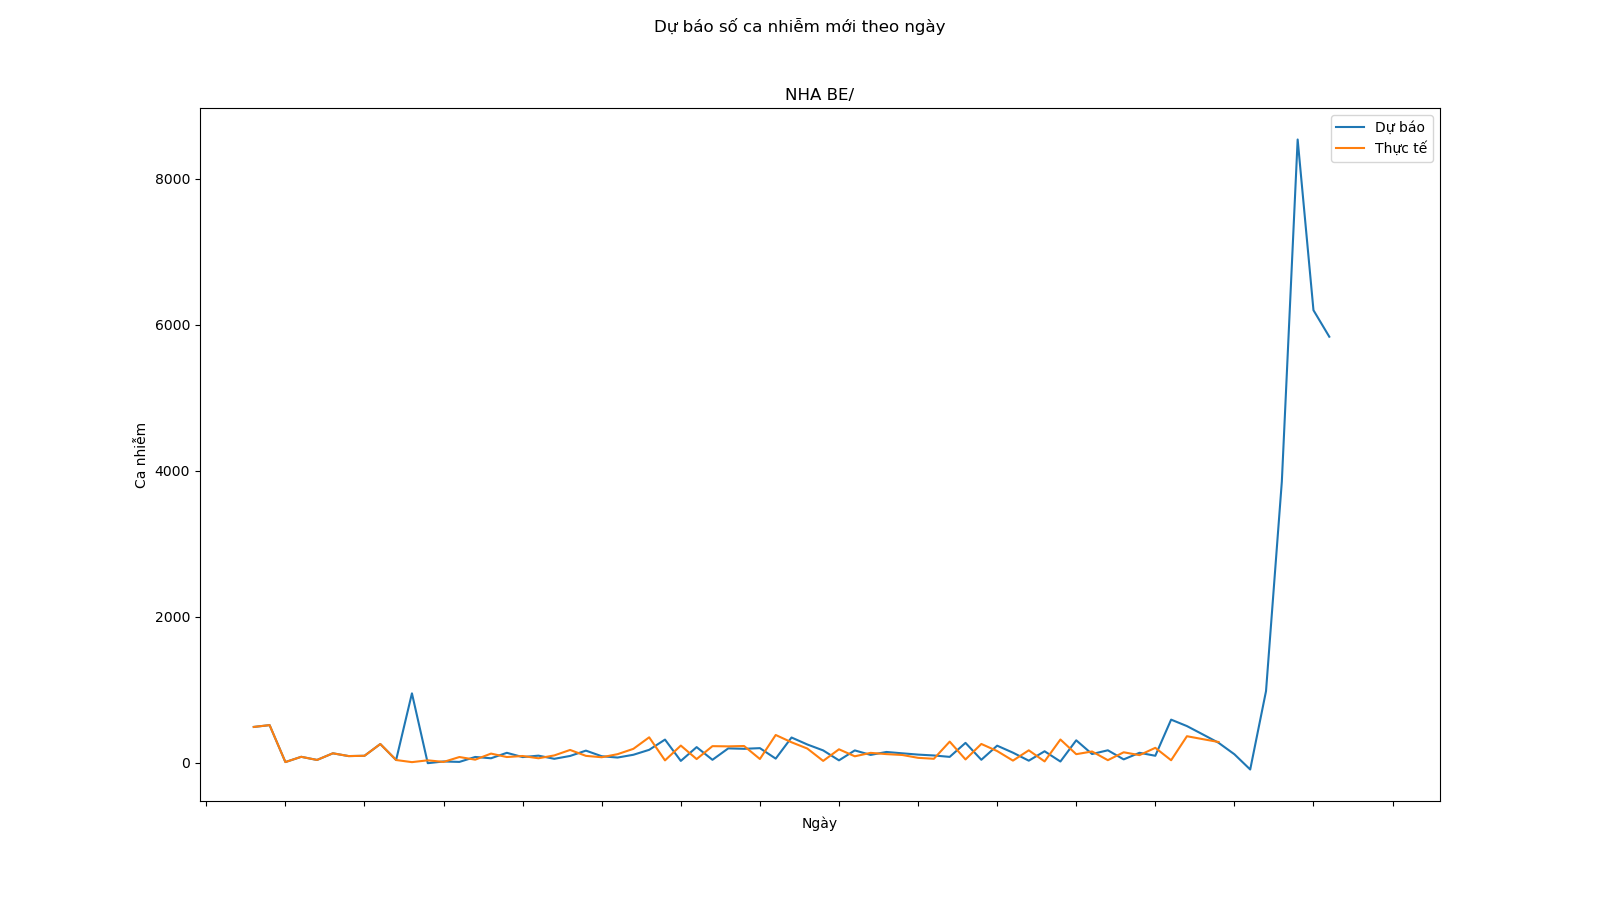 Dự báo số ca nhiễm mới theo ngày
NHA BE/
Dự báo
Thực tế
8000
6000
4000
2000
0
Ca nhiễm
Ngày